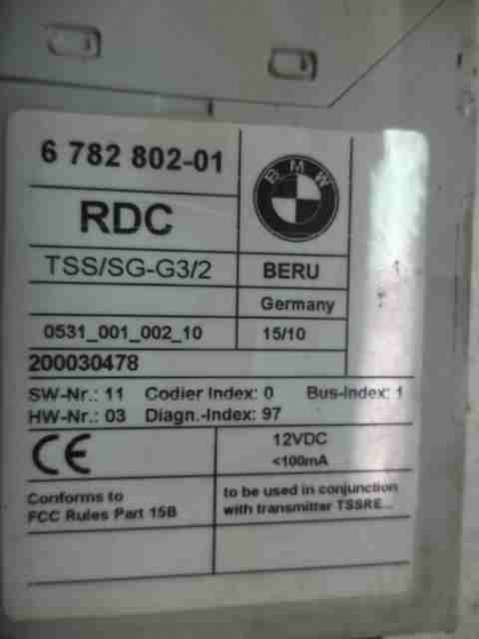 6 782 802-01
BMW
RDC
TSS/SG-G3/2
BERU
Germany
0531_001_002_10
15/10
200030478
SW-Nr.: 11 Codier Index: 0 Bus-Index: 1
HW-Nr.: 03 Diagn.-Index: 97
CE
12VDC
<100mA
Conforms to
FCC Rules Part 15B
to be used in conjunction
with transmitter TSSRE...